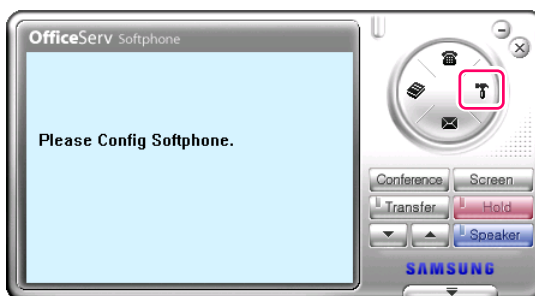 OfficeServ Softphone
Please Config Softphone.
Conference Screen
Transfer Hold
Speaker
SAMSUNG